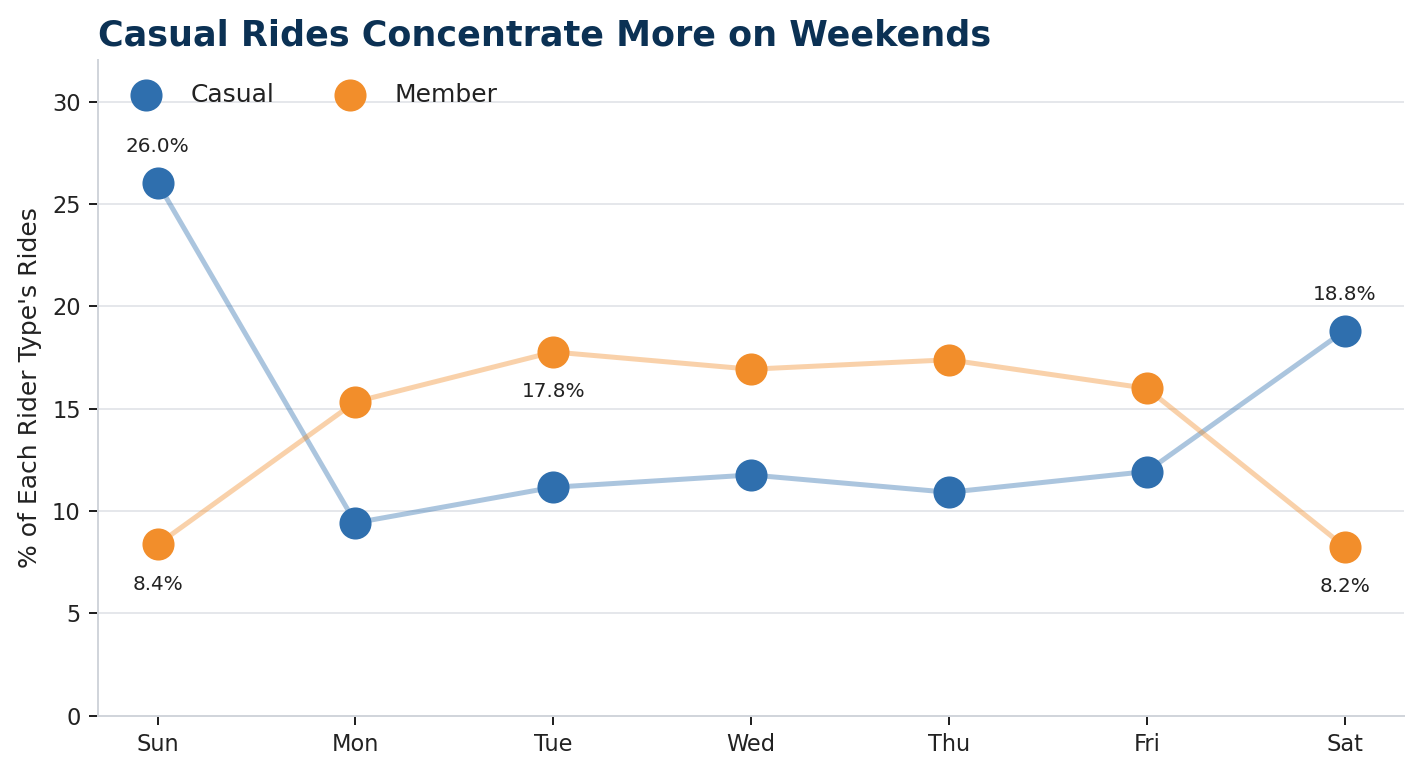 Casual Rides Concentrate More on Weekends
Casual
Member
% of Each Rider Type's Rides
30
25
20
15
10
5
0
26.0%
8.4%
17.8%
18.8%
8.2%
Sun
Mon
Tue
Wed
Thu
Fri
Sat